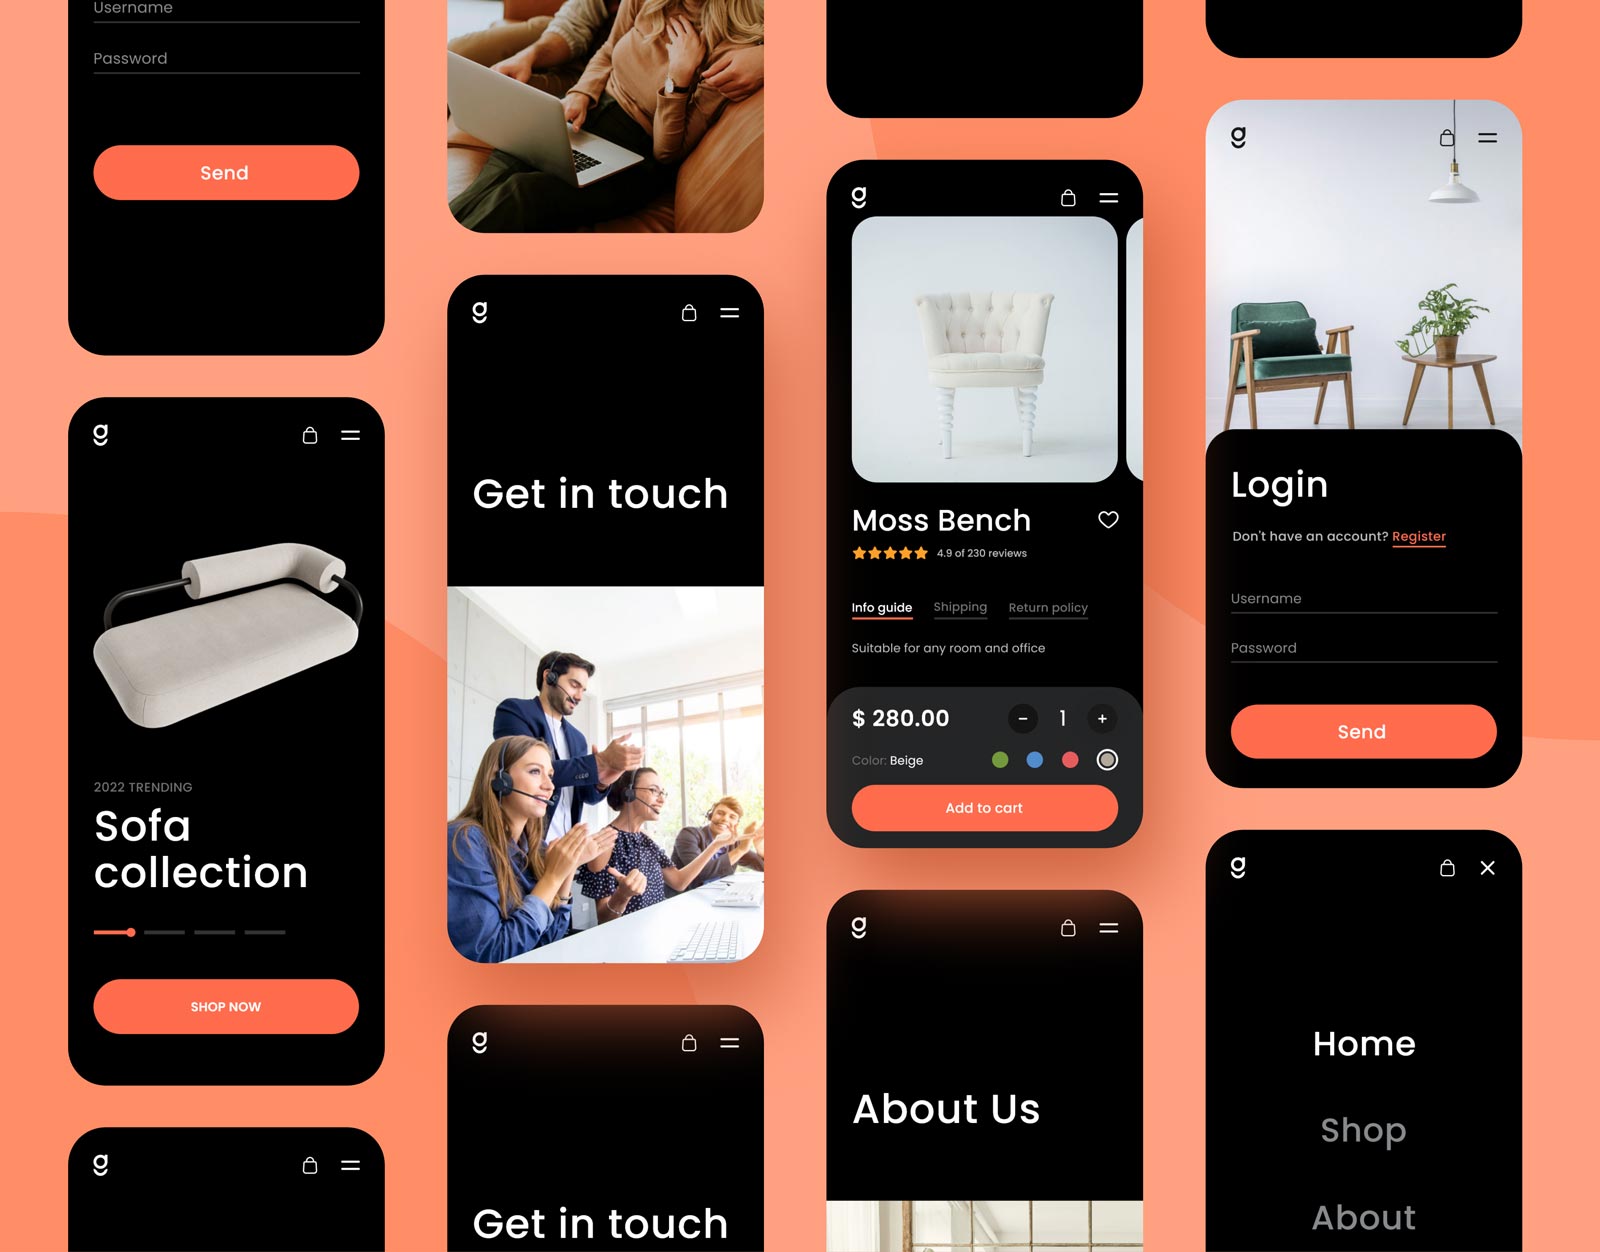 Username
Password
Send
g
2022 TRENDING
Sofa
collection
SHOP NOW
g
g
Get in touch
g
Get in touch
g
Moss Bench
4.9 of 230 reviews
Info guide Shipping Return policy
Suitable for any room and office
$ 280.00 - 1 +
Color: Beige
Add to cart
g
About Us
g
Login
Don't have an account? Register
Username
Password
Send
g
Home
Shop
About